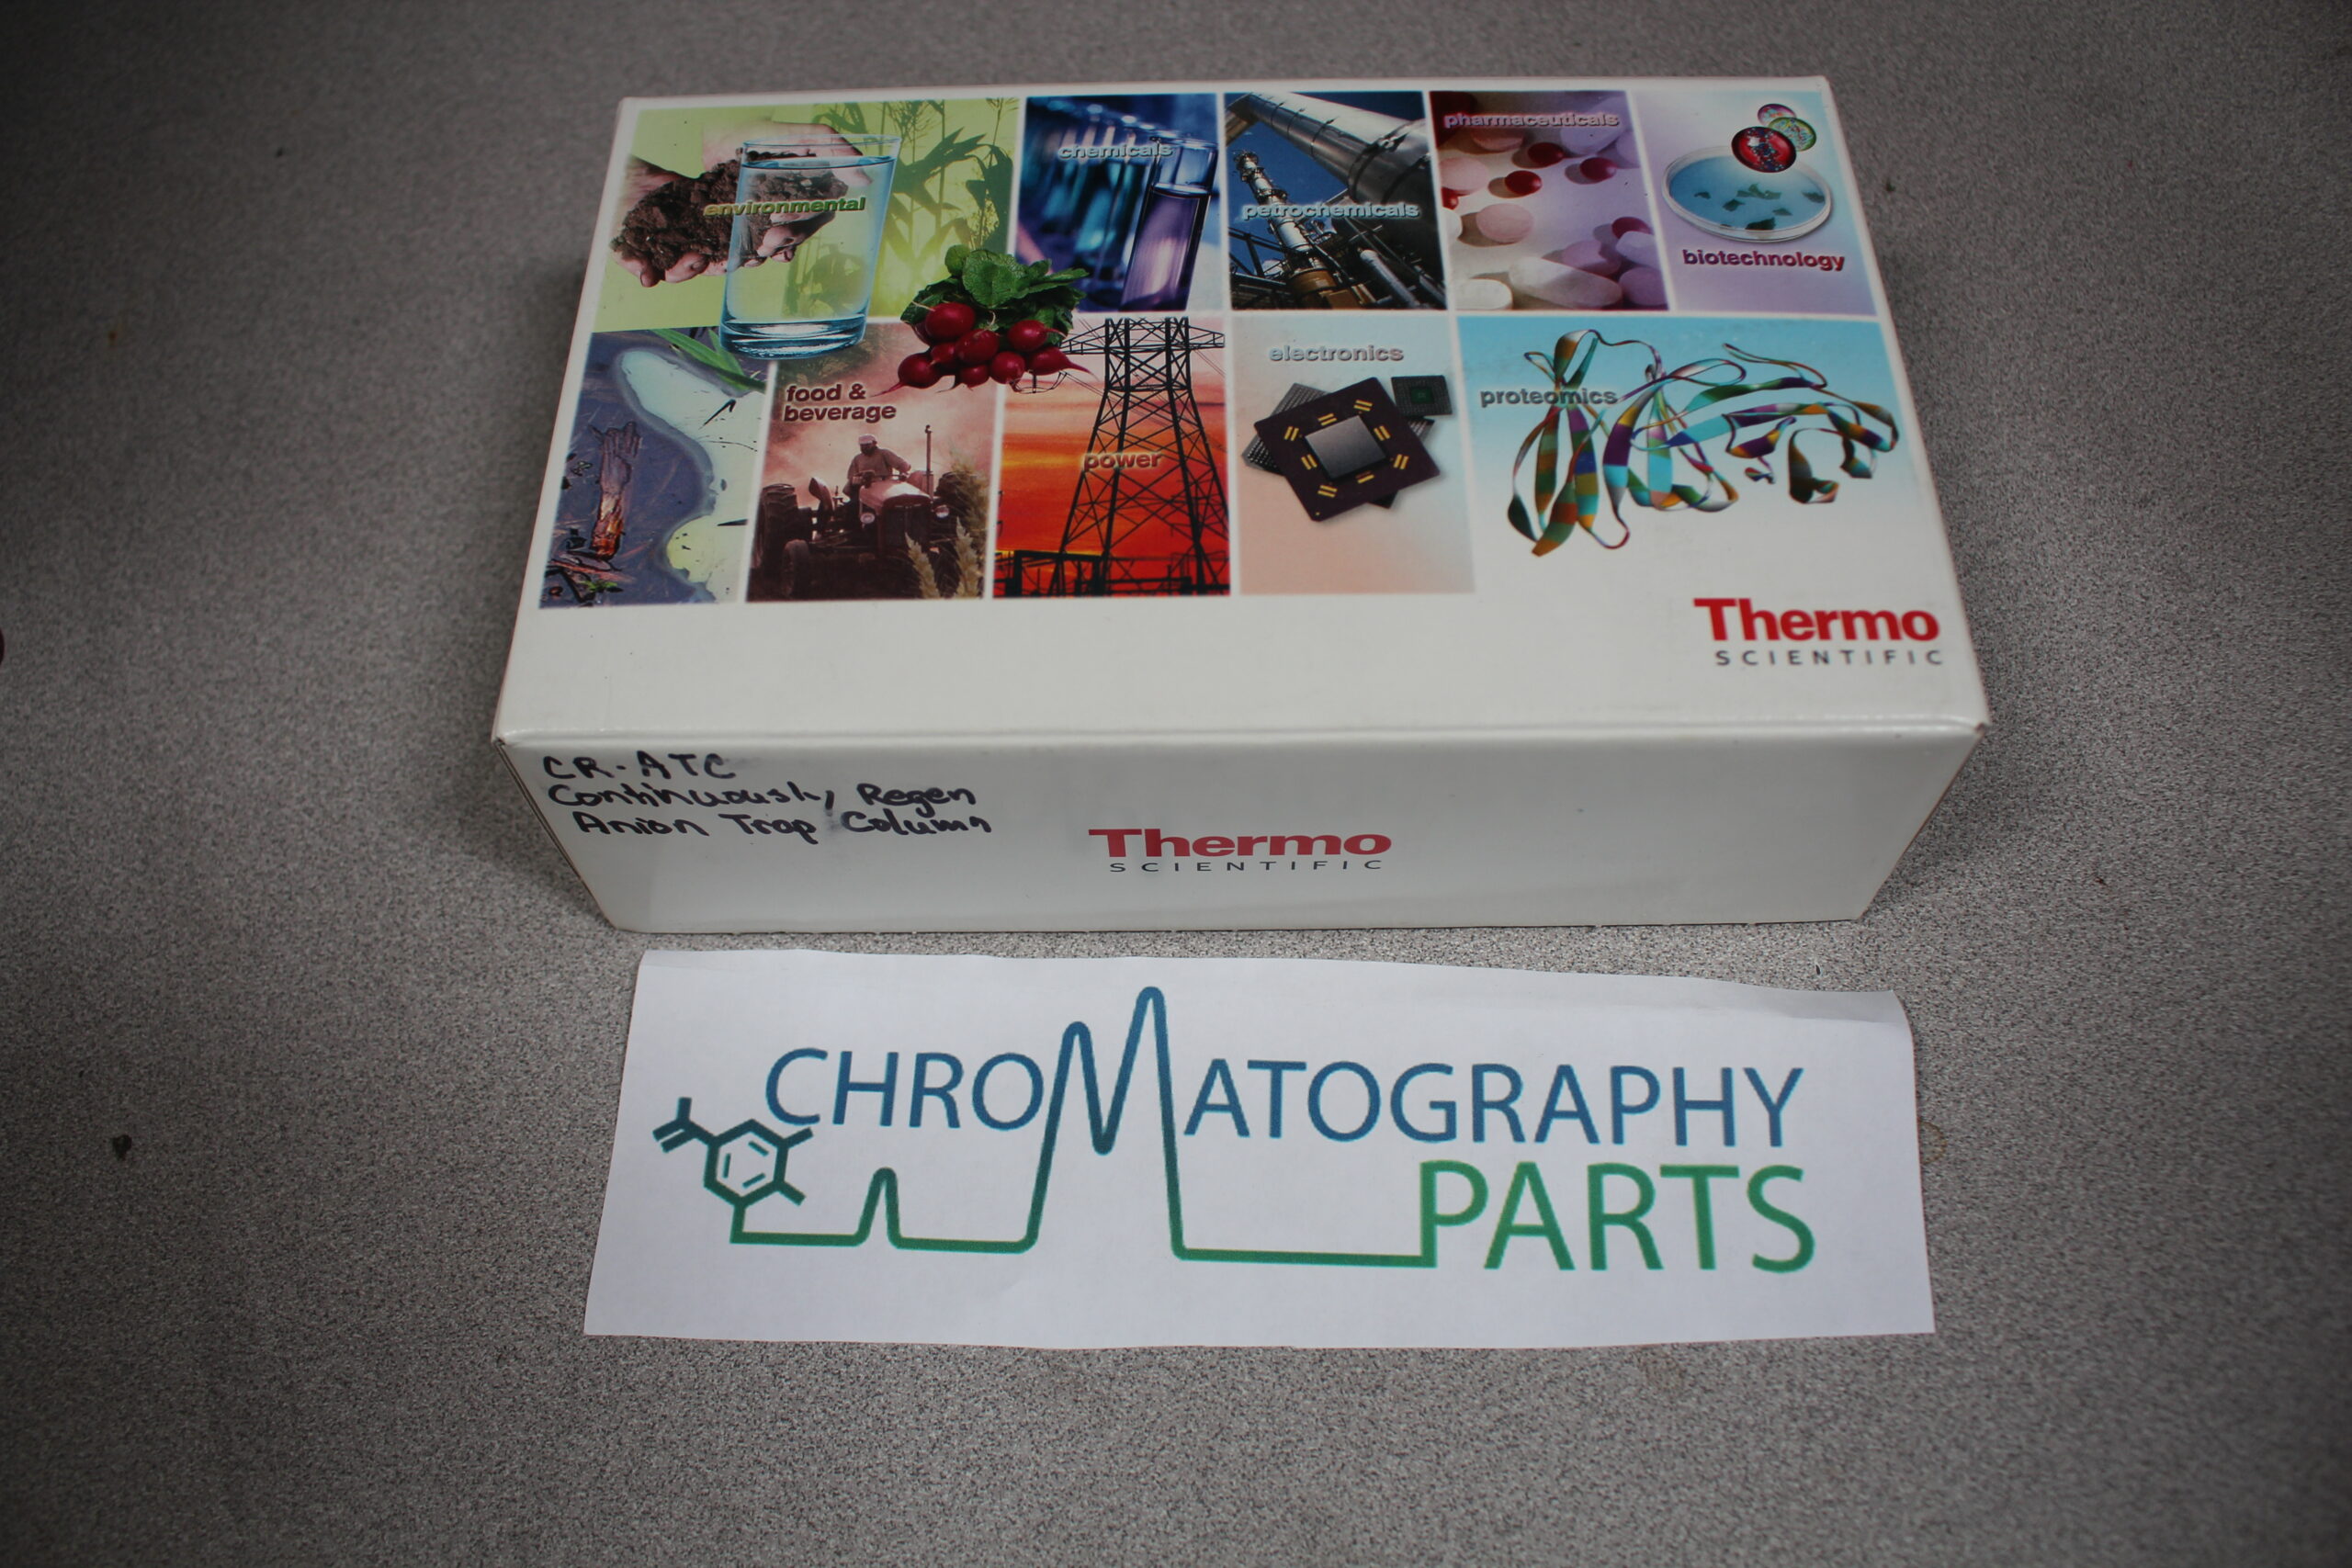 environmental
chemicals
petrochemicals
pharmaceuticals
biotechnology
food &
beverage
power
electronics
proteomics
Thermo
SCIENTIFIC
CR-ATC
Continuously Regen
Anion Trap Column
Thermo
SCIENTIFIC
CHROMATOGRAPHY
PARTS